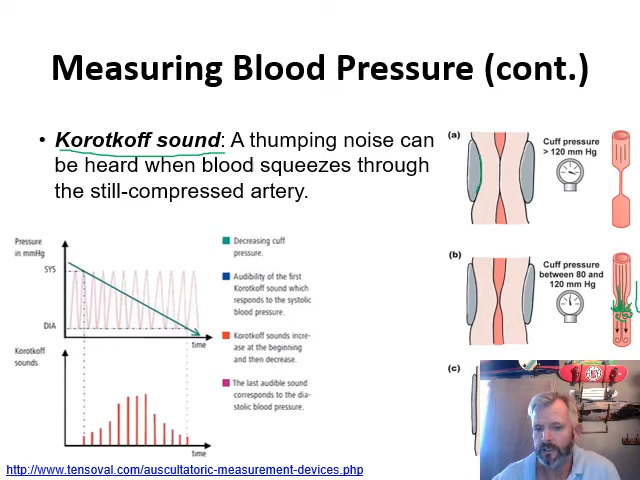 Measuring Blood Pressure (cont.)
• Korotkoff sound: A thumping noise can
be heard when blood squeezes through
the still-compressed artery.
Pressure
in mmHg
SYS
DIA
time
Korotkoff
sounds
time
Decreasing cuff
pressure.
Audibility of the first
Korotkoff sound which
responds to the systolic
blood pressure.
Korotkoff sounds incre-
ase at the beginning
and then decrease.
The last audible sound
corresponds to the dia-
stolic blood pressure.
(a)
Cuff pressure
> 120 mm Hg
(b)
Cuff pressure
between 80 and
120 mm Hg
(c)
http://www.tensoval.com/auscultatoric-measurement-devices.php